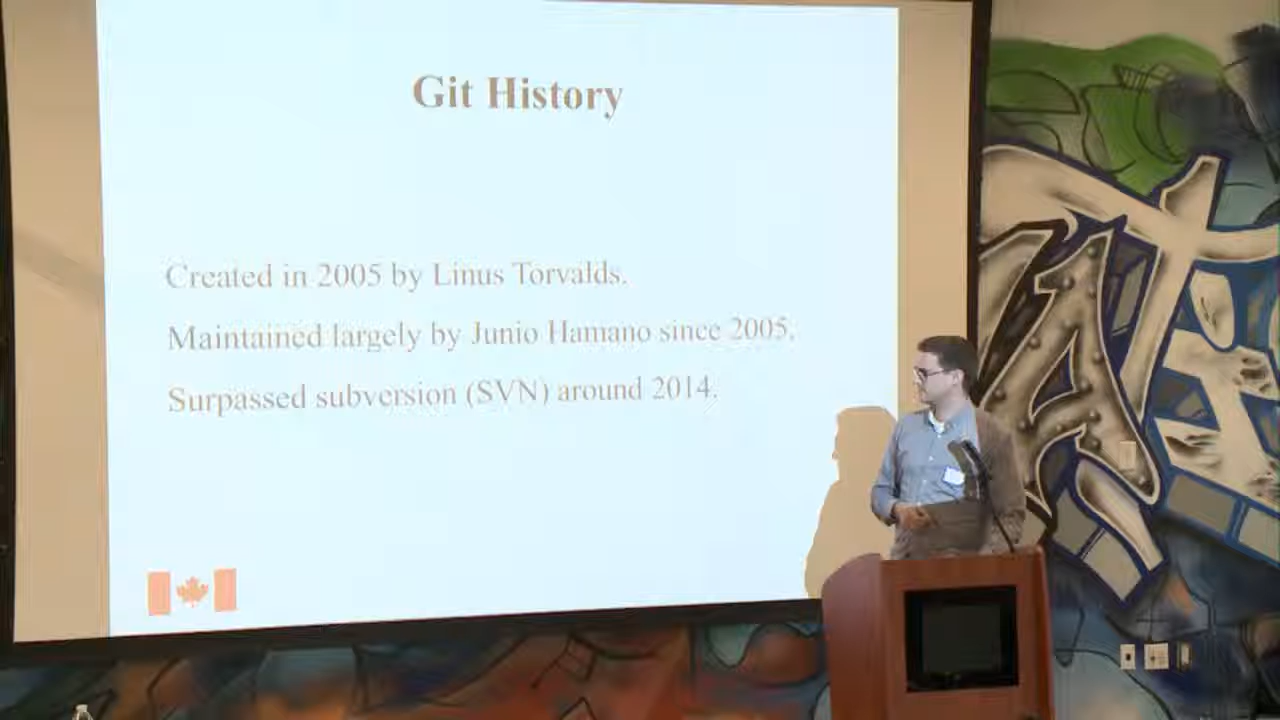 Git History
Created in 2005 by Linus Torvalds.
Maintained largely by Junio Hamano since 2005.
Surpassed subversion (SVN) around 2014.